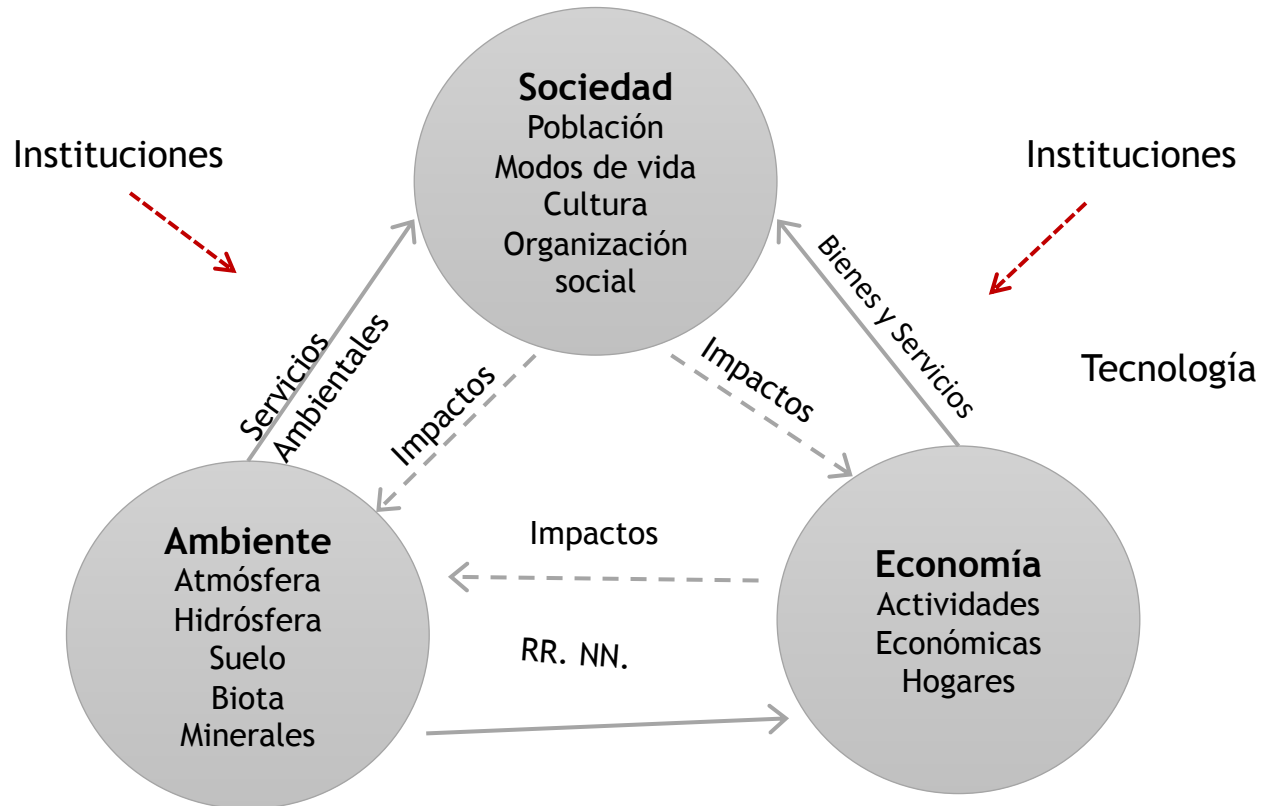 Sociedad
Población
Modos de vida
Cultura
Organización
social
Instituciones
Instituciones
Servicios
Ambientales
Impactos
Impactos
Bienes y Servicios
Tecnología
Ambiente
Atmósfera
Hidrósfera
Suelo
Biota
Minerales
Impactos
RR. NN.
Economía
Actividades
Económicas
Hogares